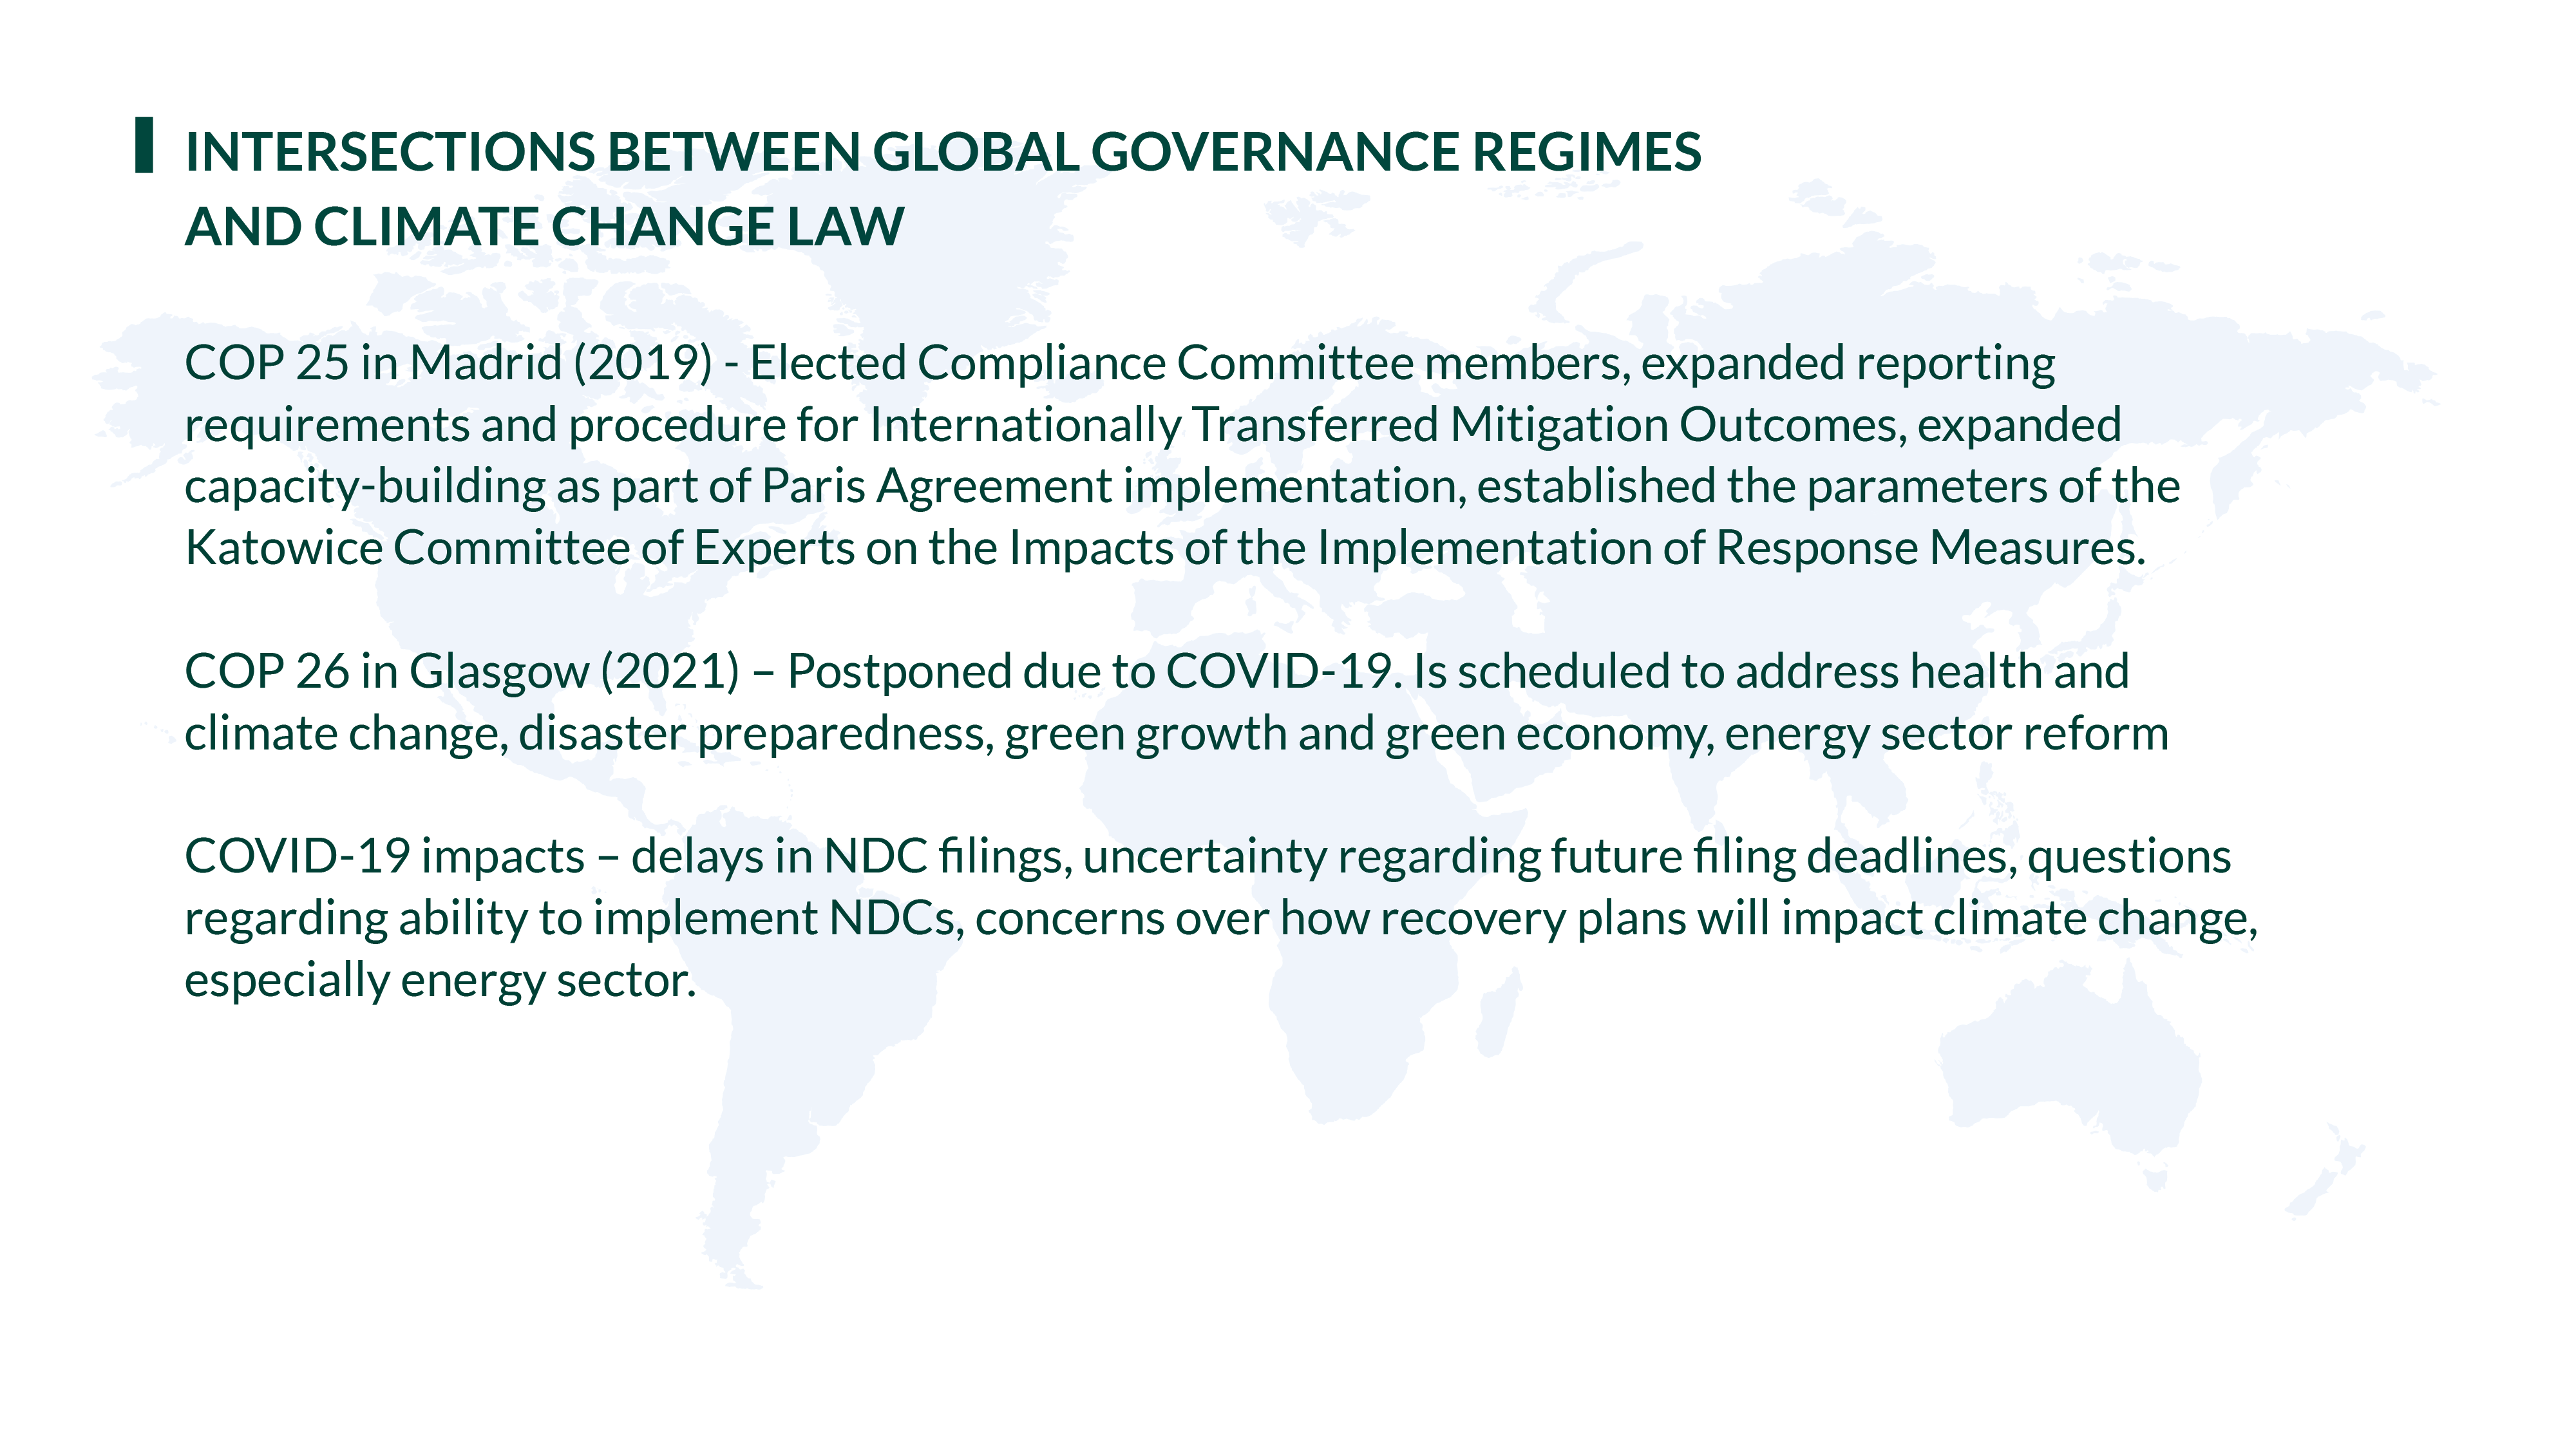 INTERSECTIONS BETWEEN GLOBAL GOVERNANCE REGIMES
AND CLIMATE CHANGE LAW
COP 25 in Madrid (2019) - Elected Compliance Committee members, expanded reporting
requirements and procedure for Internationally Transferred Mitigation Outcomes, expanded
capacity-building as part of Paris Agreement implementation, established the parameters of the
Katowice Committee of Experts on the Impacts of the Implementation of Response Measures.
COP 26 in Glasgow (2021) – Postponed due to COVID-19. Is scheduled to address health and
climate change, disaster preparedness, green growth and green economy, energy sector reform
COVID-19 impacts – delays in NDC filings, uncertainty regarding future filing deadlines, questions
regarding ability to implement NDCs, concerns over how recovery plans will impact climate change,
especially energy sector.